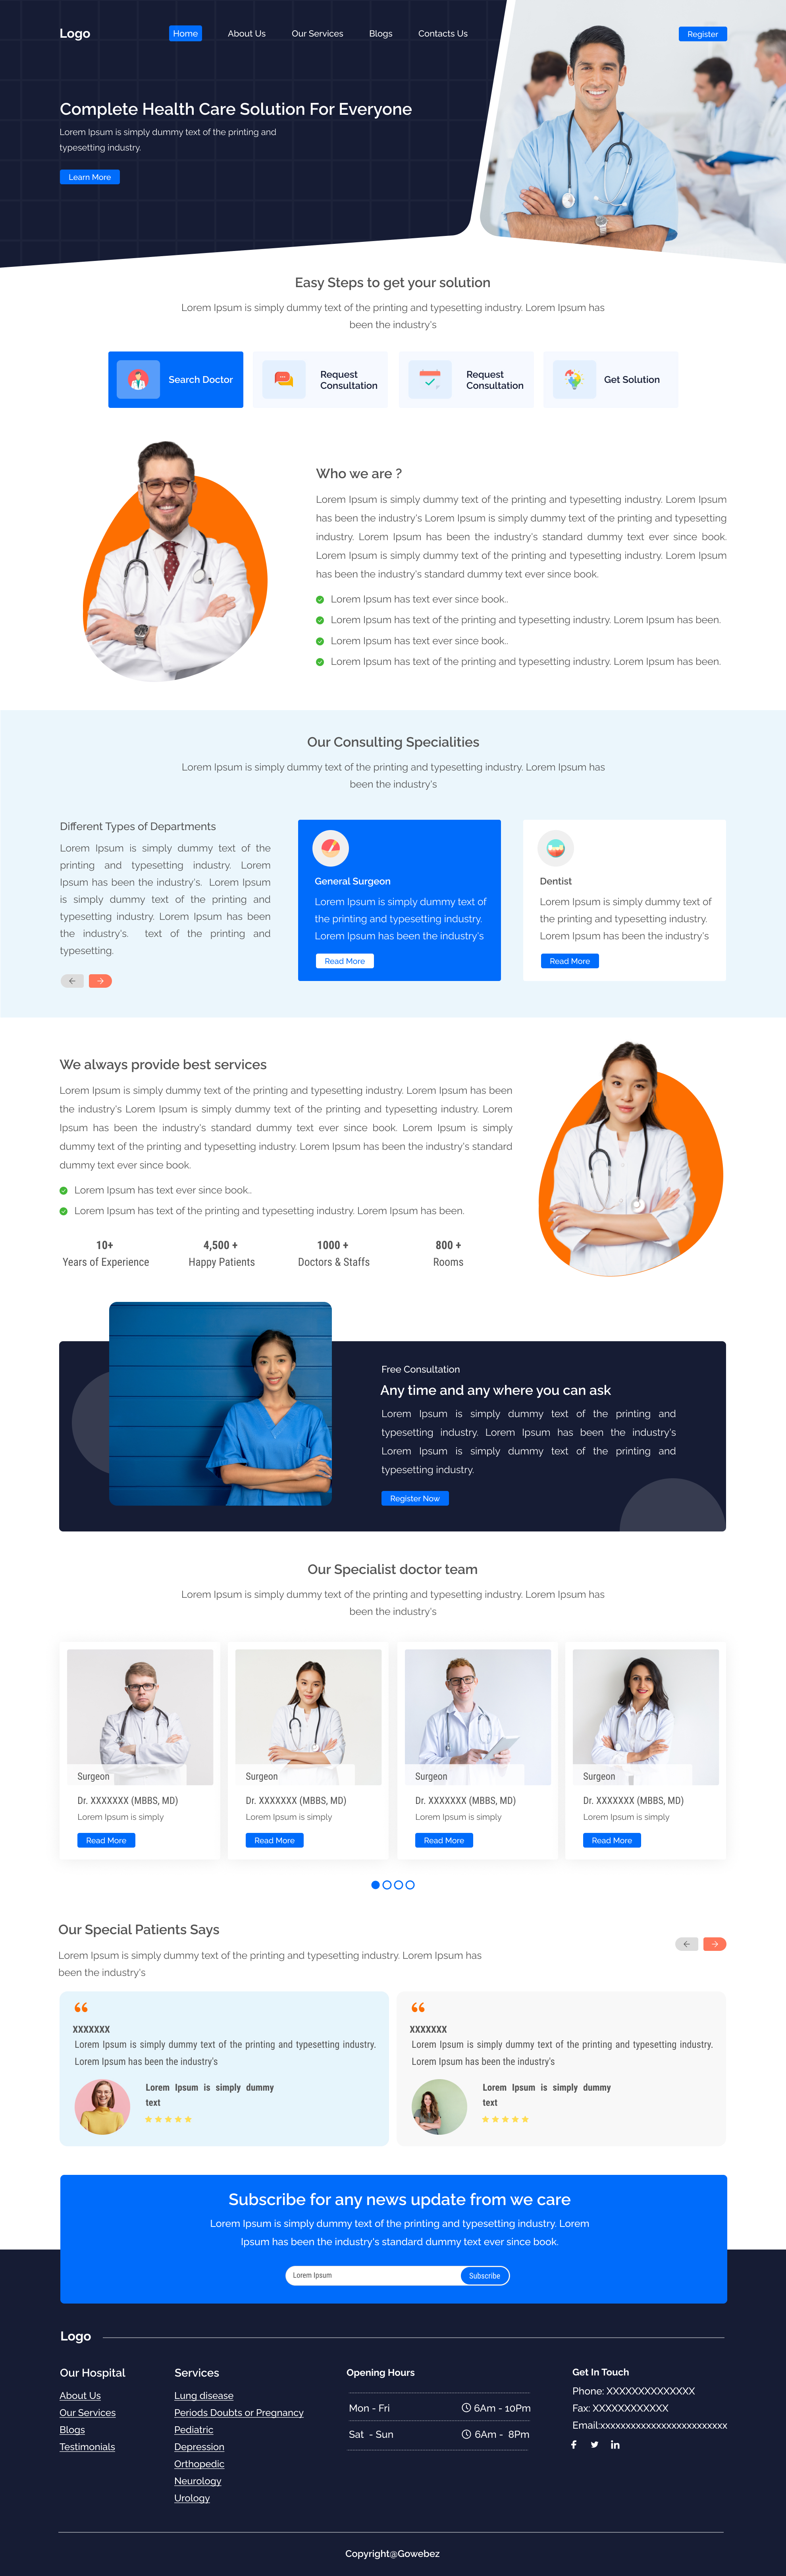 Logo
Home
About Us
Our Services
Blogs
Contacts Us
Register
Complete Health Care Solution For Everyone
Lorem Ipsum is simply dummy text of the printing and
typesetting industry.
Learn More
Easy Steps to get your solution
Lorem Ipsum is simply dummy text of the printing and typesetting industry. Lorem Ipsum has
been the industry's
Search Doctor
Request
Consultation
Request
Consultation
Get Solution
Who we are ?
Lorem Ipsum is simply dummy text of the printing and typesetting industry. Lorem Ipsum
has been the industry's Lorem Ipsum is simply dummy text of the printing and typesetting
industry. Lorem Ipsum has been the industry's standard dummy text ever since book.
Lorem Ipsum is simply dummy text of the printing and typesetting industry. Lorem Ipsum
has been the industry's standard dummy text ever since book.
Lorem Ipsum has text ever since book..
Lorem Ipsum has text of the printing and typesetting industry. Lorem Ipsum has been.
Lorem Ipsum has text ever since book..
Lorem Ipsum has text of the printing and typesetting industry. Lorem Ipsum has been.
Our Consulting Specialities
Lorem Ipsum is simply dummy text of the printing and typesetting industry. Lorem Ipsum has
been the industry's
Different Types of Departments
Lorem Ipsum is simply dummy text of the
printing and typesetting industry. Lorem
Ipsum has been the industry's. Lorem Ipsum
is simply dummy text of the printing and
typesetting industry. Lorem Ipsum has been
the industry's. text of the printing and
typesetting.
General Surgeon
Lorem Ipsum is simply dummy text of
the printing and typesetting industry.
Lorem Ipsum has been the industry's
Read More
Dentist
Lorem Ipsum is simply dummy text of
the printing and typesetting industry.
Lorem Ipsum has been the industry's
Read More
We always provide best services
Lorem Ipsum is simply dummy text of the printing and typesetting industry. Lorem Ipsum has been
the industry's Lorem Ipsum is simply dummy text of the printing and typesetting industry. Lorem
Ipsum has been the industry's standard dummy text ever since book. Lorem Ipsum is simply
dummy text of the printing and typesetting industry. Lorem Ipsum has been the industry's standard
dummy text ever since book.
Lorem Ipsum has text ever since book..
Lorem Ipsum has text of the printing and typesetting industry. Lorem Ipsum has been.
10+
Years of Experience
4,500 +
Happy Patients
1000 +
Doctors & Staffs
800 +
Rooms
Free Consultation
Any time and any where you can ask
Lorem Ipsum is simply dummy text of the printing and
typesetting industry. Lorem Ipsum has been the industry's
Lorem Ipsum is simply dummy text of the printing and
typesetting industry.
Register Now
Our Specialist doctor team
Lorem Ipsum is simply dummy text of the printing and typesetting industry. Lorem Ipsum has
been the industry's
Surgeon
Dr. XXXXXXX (MBBS, MD)
Lorem Ipsum is simply
Read More
Surgeon
Dr. XXXXXXX (MBBS, MD)
Lorem Ipsum is simply
Read More
Surgeon
Dr. XXXXXXX (MBBS, MD)
Lorem Ipsum is simply
Read More
Surgeon
Dr. XXXXXXX (MBBS, MD)
Lorem Ipsum is simply
Read More
Our Special Patients Says
Lorem Ipsum is simply dummy text of the printing and typesetting industry. Lorem Ipsum has
been the industry's
“
XXXXXXX
Lorem Ipsum is simply dummy text of the printing and typesetting industry.
Lorem Ipsum has been the industry's
Lorem Ipsum is simply dummy
text
“
XXXXXXX
Lorem Ipsum is simply dummy text of the printing and typesetting industry.
Lorem Ipsum has been the industry's
Lorem Ipsum is simply dummy
text
Subscribe for any news update from we care
Lorem Ipsum is simply dummy text of the printing and typesetting industry. Lorem
Ipsum has been the industry's standard dummy text ever since book.
Lorem Ipsum
Subscribe
Logo
Our Hospital
About Us
Our Services
Blogs
Testimonials
Services
Lung disease
Periods Doubts or Pregnancy
Pediatric
Depression
Orthopedic
Neurology
Urology
Opening Hours
Mon - Fri 6Am - 10Pm
Sat - Sun 6Am - 8Pm
Get In Touch
Phone: XXXXXXXXXXXXXX
Fax: XXXXXXXXXXXX
Email:xxxxxxxxxxxxxxxxxxxxxxxxxx
Copyright@Gowebez